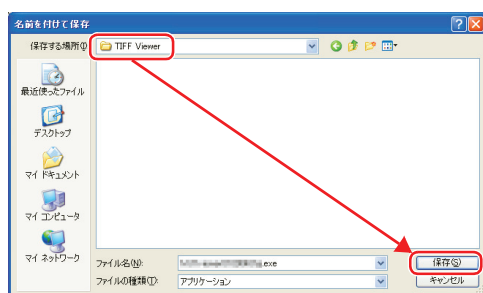 名前を付けて保存
保存する場所(I): TIFF Viewer
最近使ったファイル
デスクトップ
マイ ドキュメント
マイ コンピュータ
マイ ネットワーク
ファイル名(N): .exe 保存(S)
ファイルの種類(T): アプリケーション キャンセル